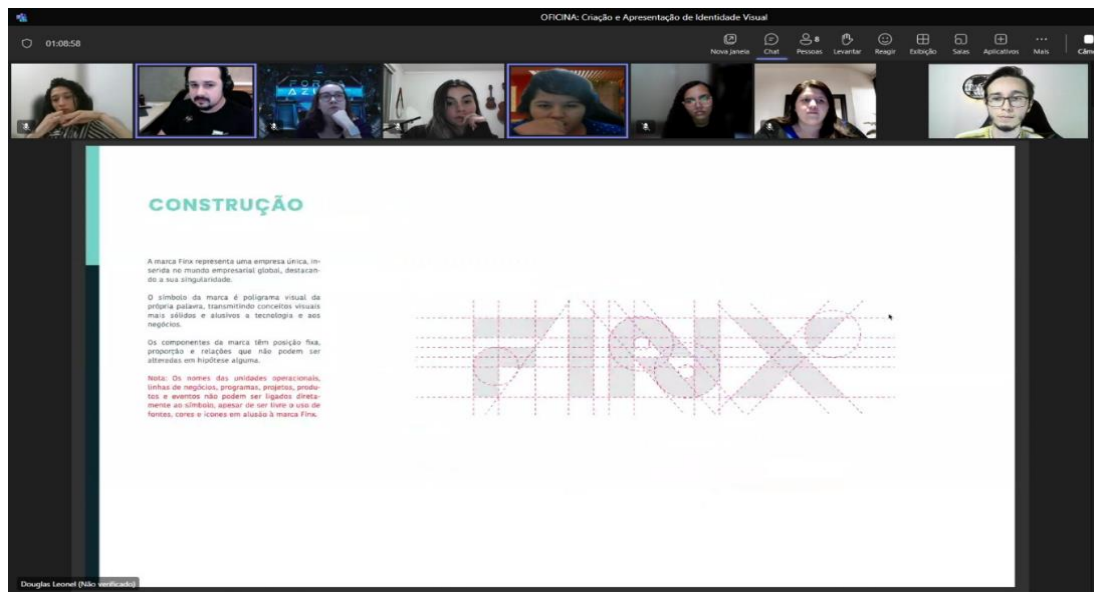 OFICINA: Criação e Apresentação de Identidade Visual
01:08:58
Nova janela
Chat
8
Pessoas
Levantar
Reagir
Exibição
Salas
Aplicativos
Mais
Câm
FORÇA
AZUL
CONSTRUÇÃO
A marca Finx representa uma empresa única, in-
serida no mundo empresarial global, destacan-
do a sua singularidade.
O símbolo da marca é poligrama visual da
própria palavra, transmitindo conceitos visuais
mais sólidos e alusivos a tecnologia e aos
negócios.
Os componentes da marca têm posição fixa,
proporção e relações que não podem ser
alteradas em hipótese alguma.
Nota: Os nomes das unidades operacionais,
linhas de negócios, programas, projetos, produ-
tos e eventos não podem ser ligados direta-
mente ao símbolo, apesar de ser livre o uso de
fontes, cores e ícones em alusão à marca Finx.
FINX
Douglas Leonel (Não verificado)